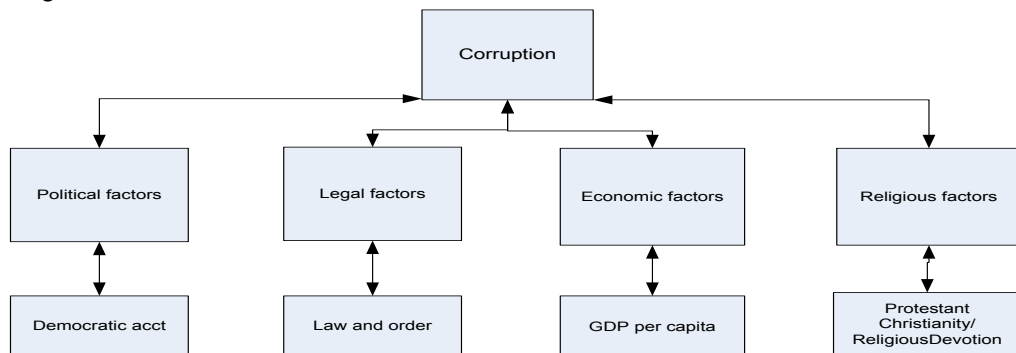 Corruption
Political factors
Legal factors
Economic factors
Religious factors
Democratic acct
Law and order
GDP per capita
Protestant
Christianity/
ReligiousDevotion